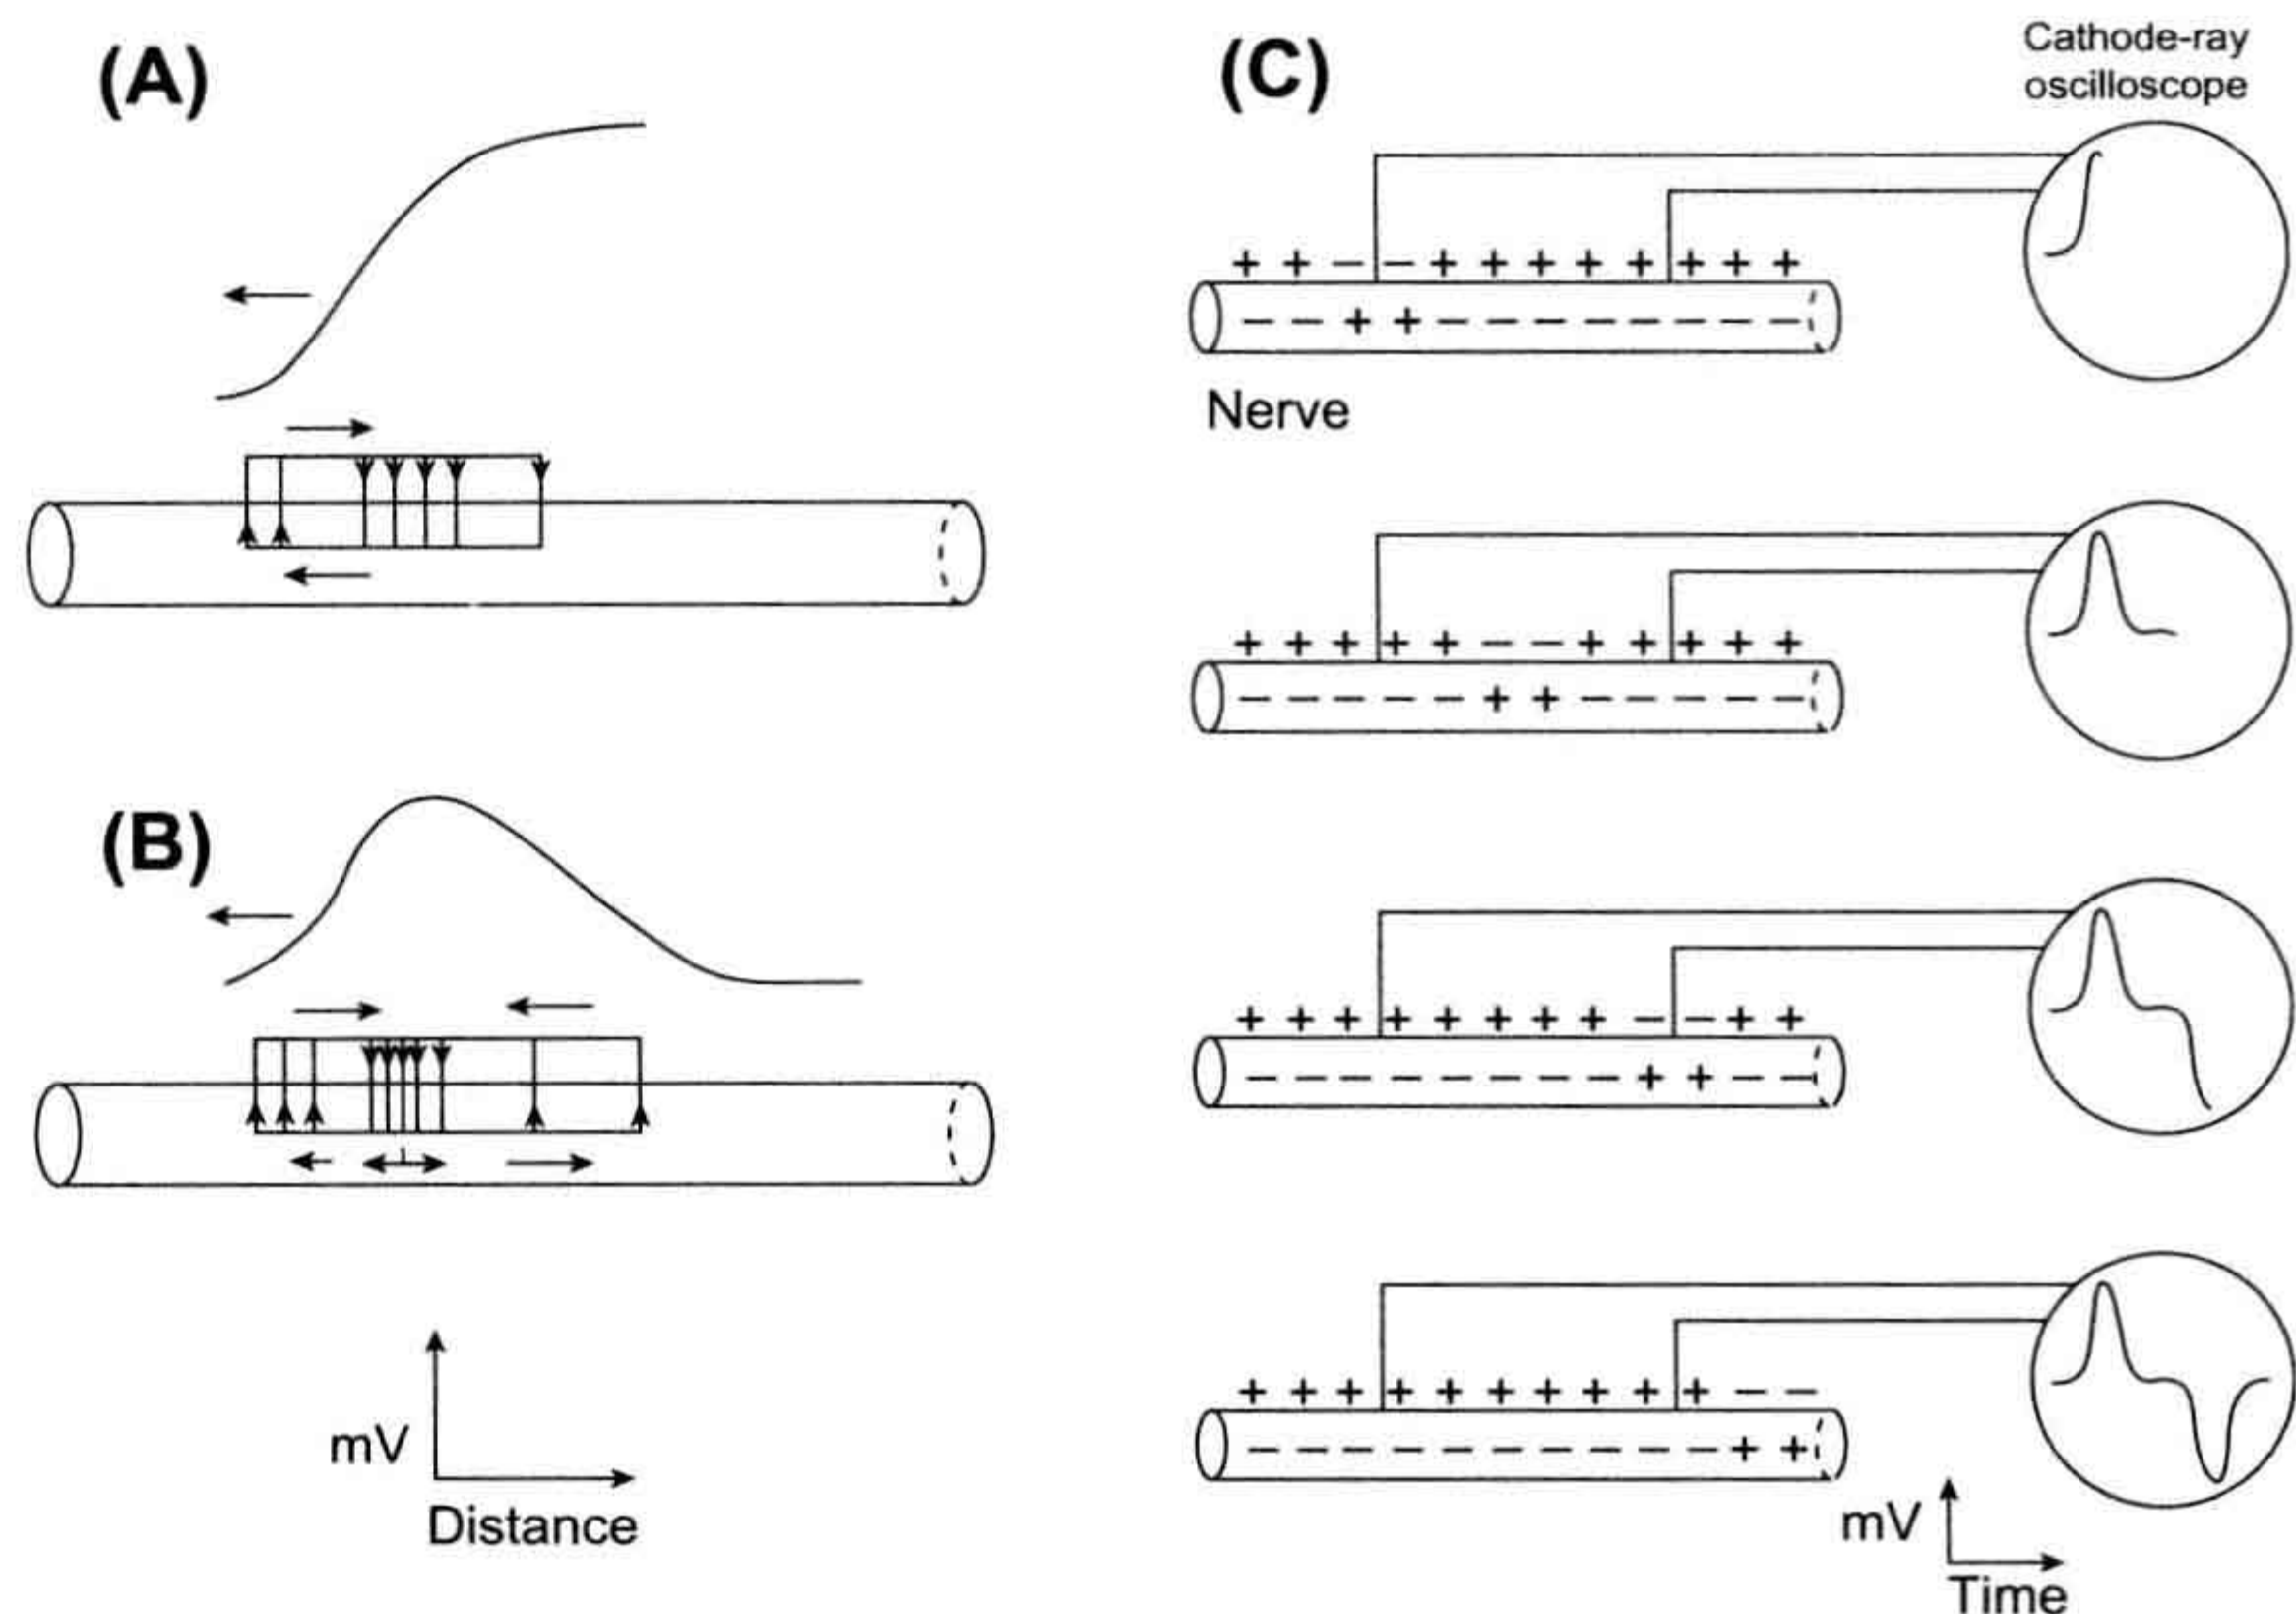 (A)
(B)
mV
Distance
(C)
Cathode-ray
oscilloscope
+ + — — + + + + + + + +
— — + + — — — — — — — —
Nerve
+ + + + + — — + + + + +
— — — — — + + — — — — —
+ + + + + + + + — — + +
— — — — — — — — + + — —
+ + + + + + + + + + — —
— — — — — — — — — — + +
mV
Time